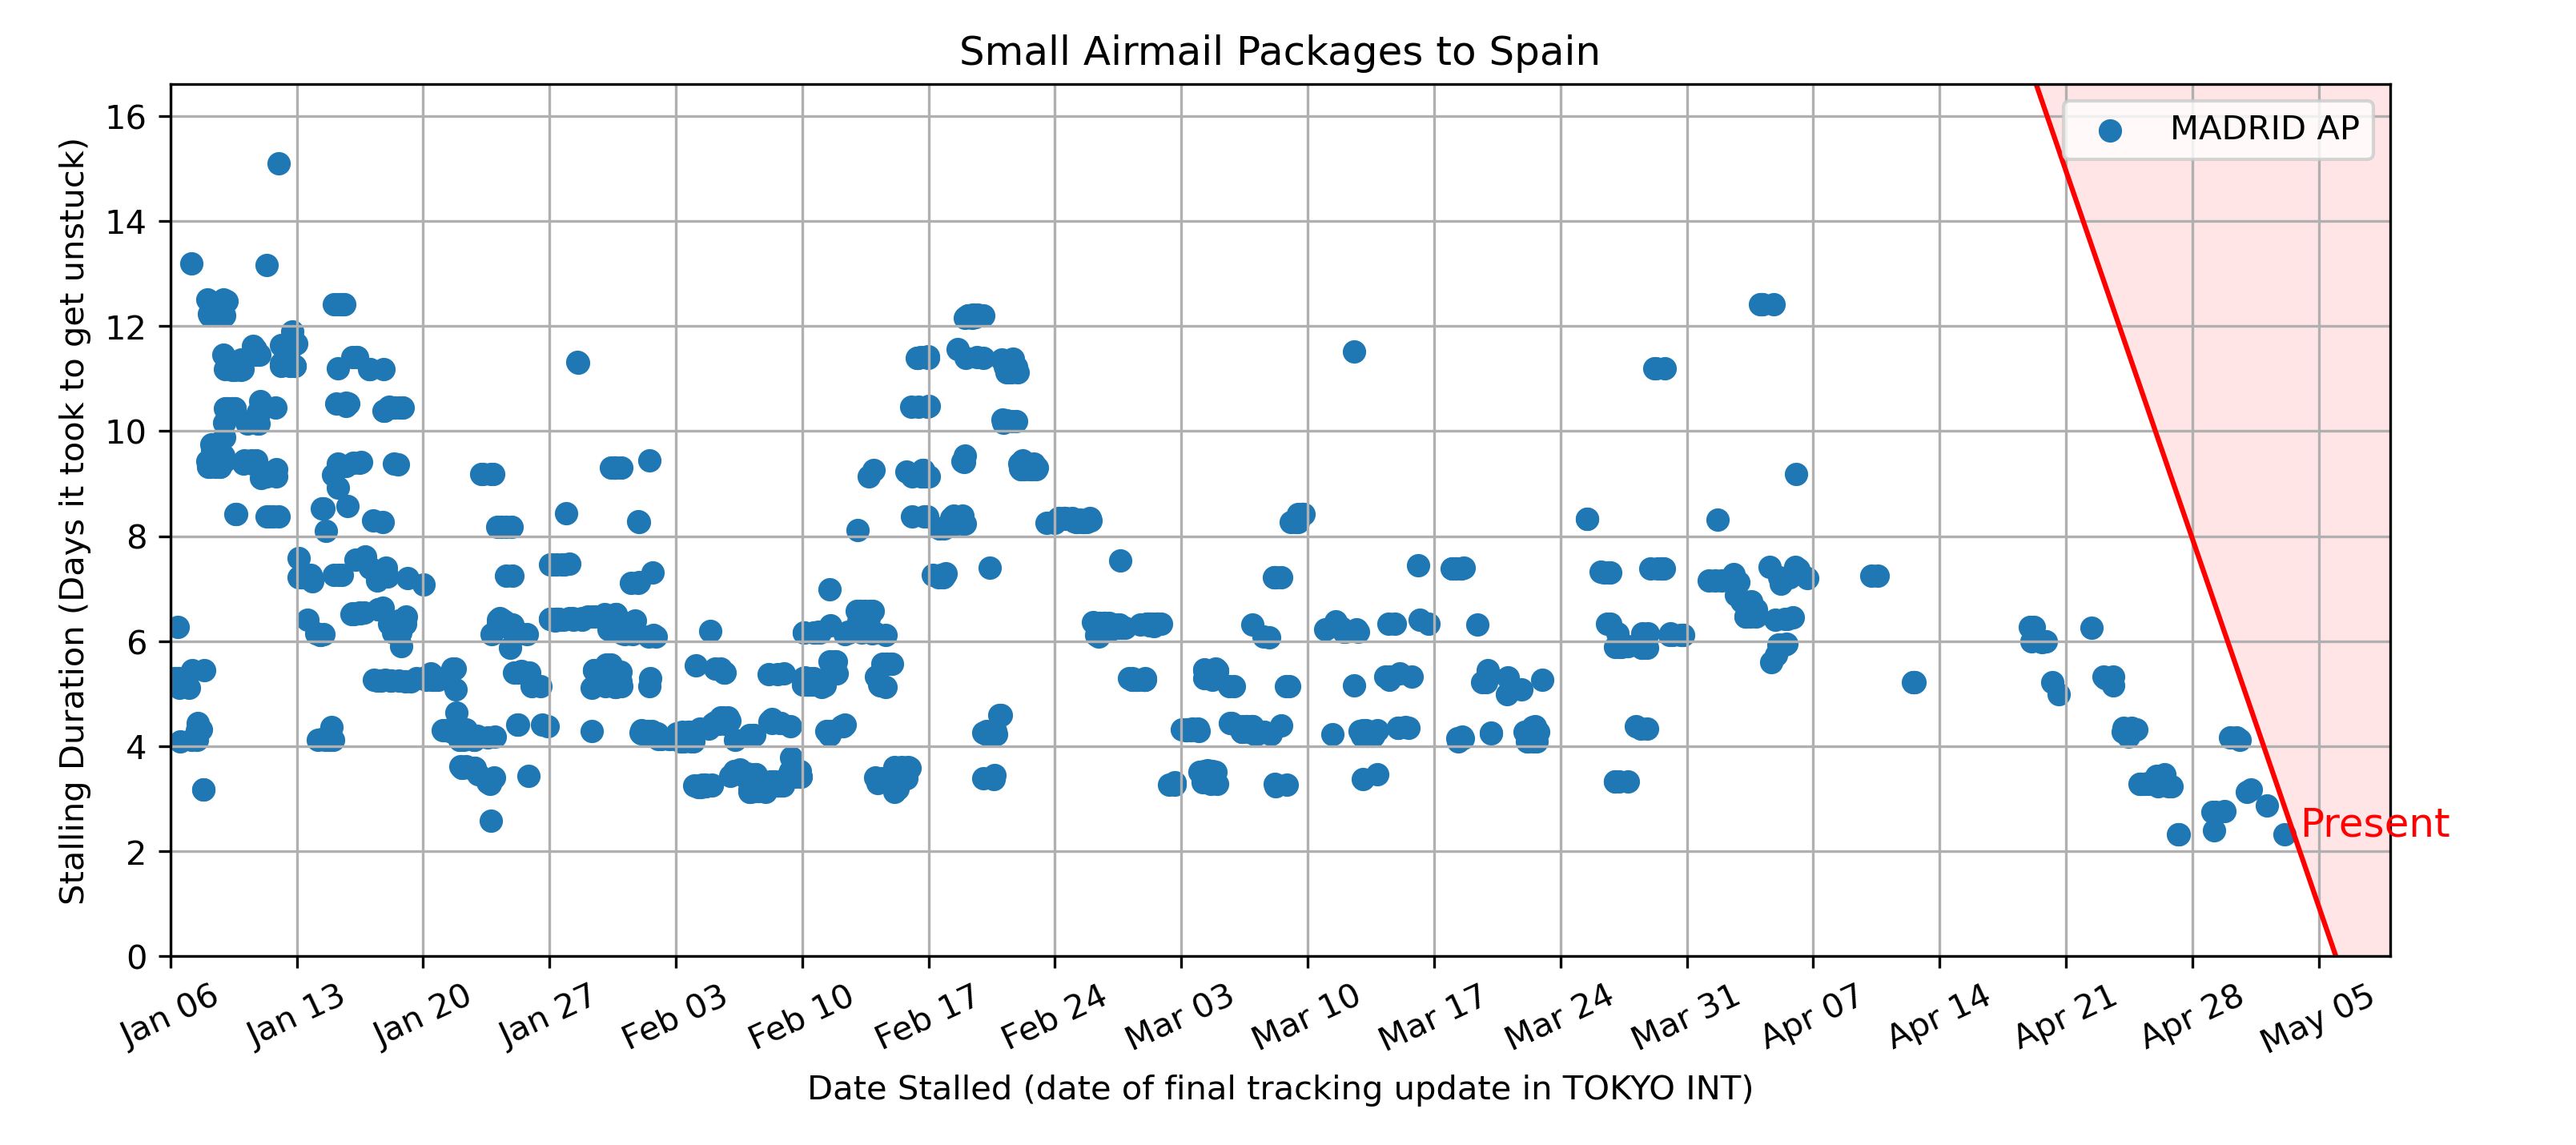 Small Airmail Packages to Spain
Stalling Duration (Days it took to get unstuck)
16
14
12
10
8
6
4
2
0
MADRID AP
Present
Jan 06
Jan 13
Jan 20
Jan 27
Feb 03
Feb 10
Feb 17
Feb 24
Mar 03
Mar 10
Mar 17
Mar 24
Mar 31
Apr 07
Apr 14
Apr 21
Apr 28
May 05
Date Stalled (date of final tracking update in TOKYO INT)